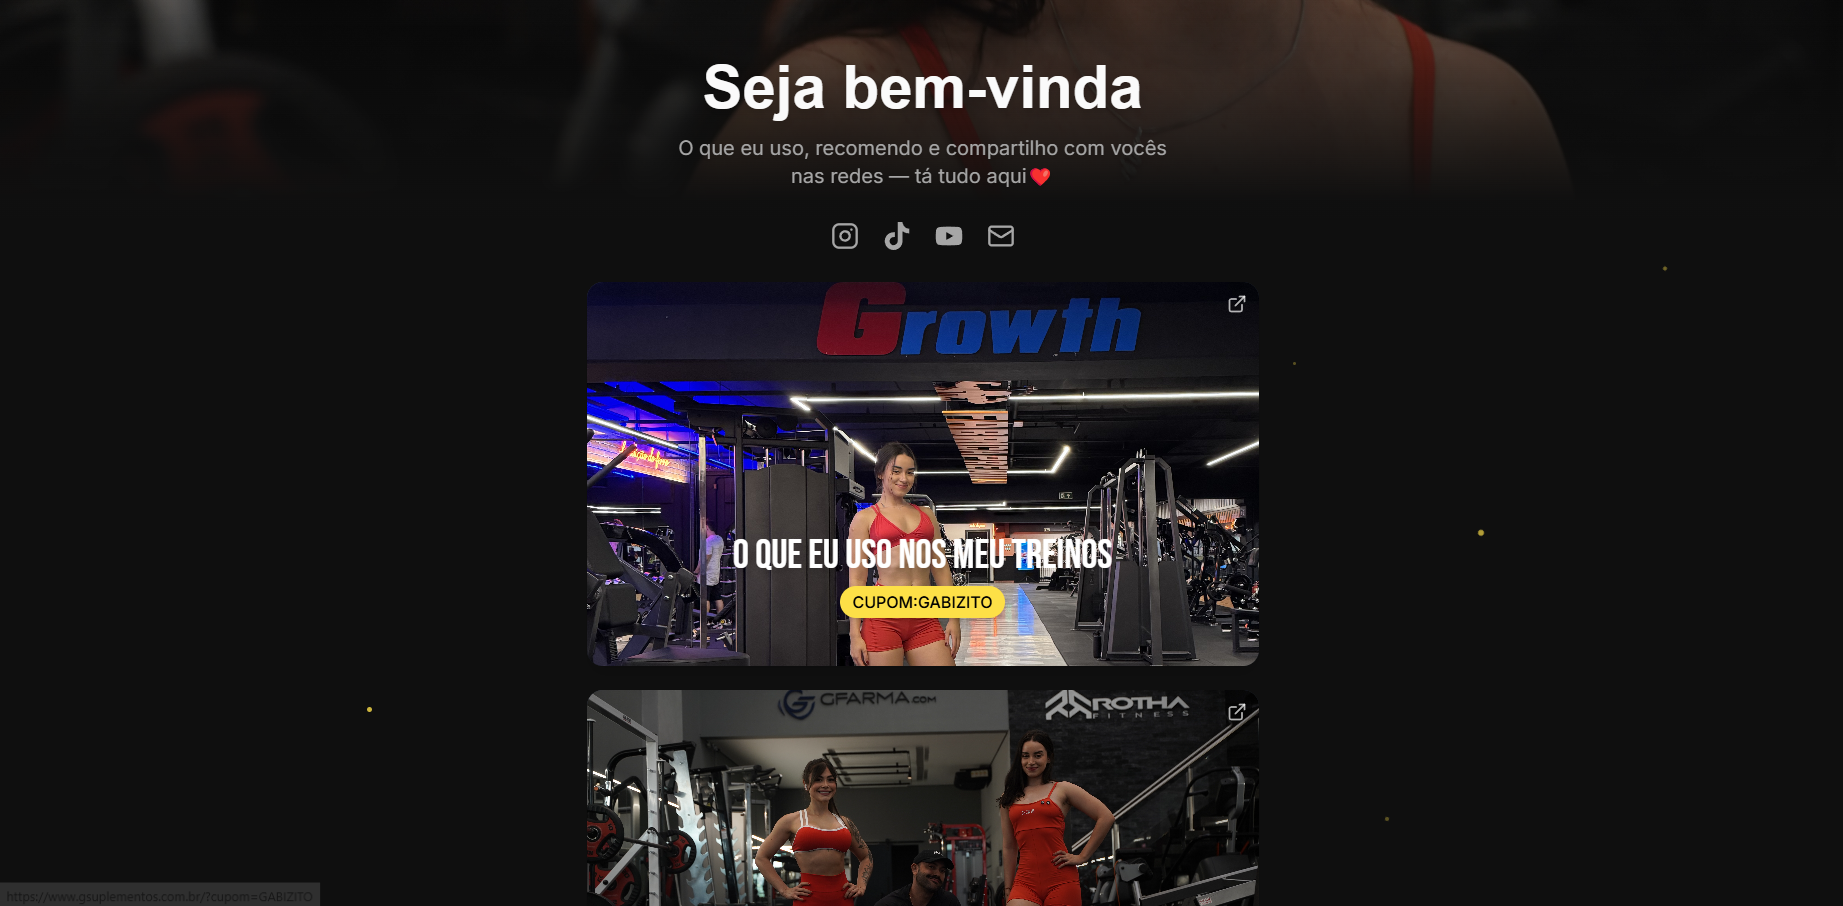 Seja bem-vinda
O que eu uso, recomendo e compartilho com vocês
nas redes — tá tudo aqui❤️
Growth
O QUE EU USO NOS MEU TREINOS
CUPOM:GABIZITO
GFARMA.COM
ROTHA
FITNESS
https://www.gsuplementos.com.br/?cupom=GABIZITO